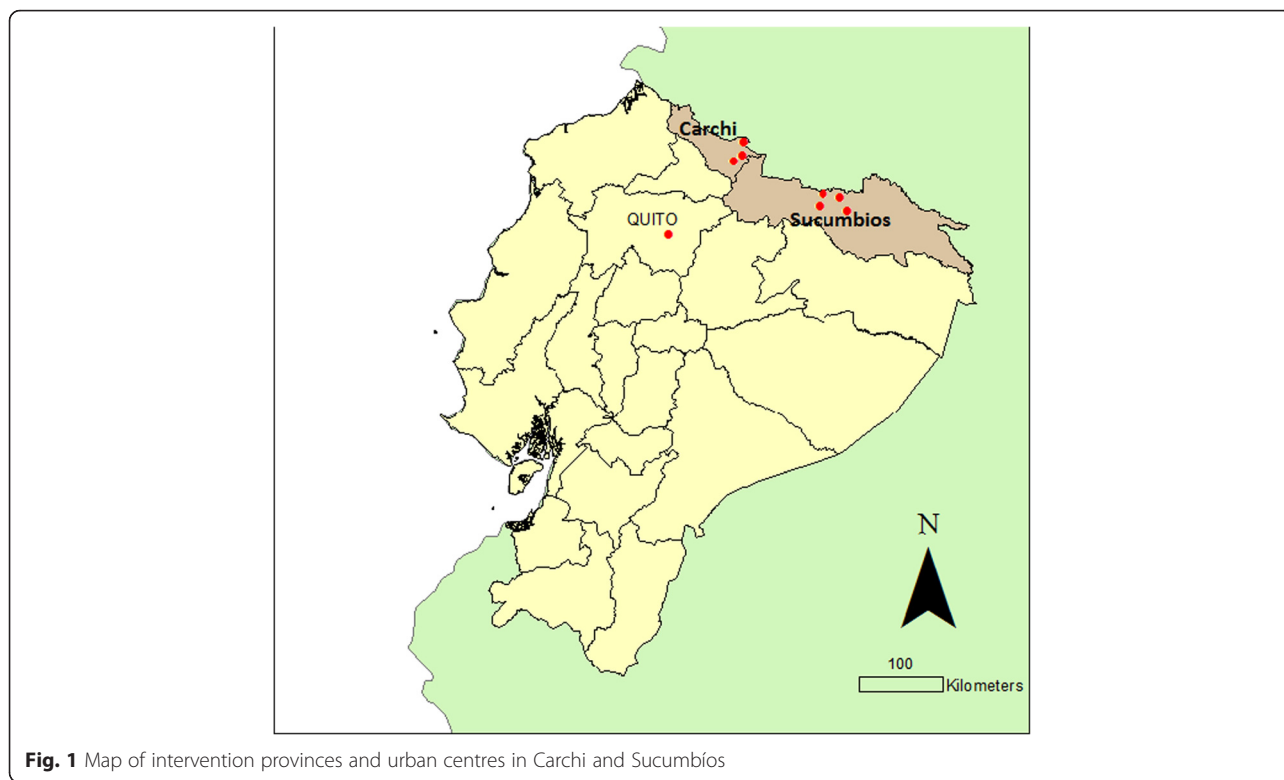 Carchi
Sucumbios
QUITO
N
100
Kilometers
Fig. 1 Map of intervention provinces and urban centres in Carchi and Sucumbíos